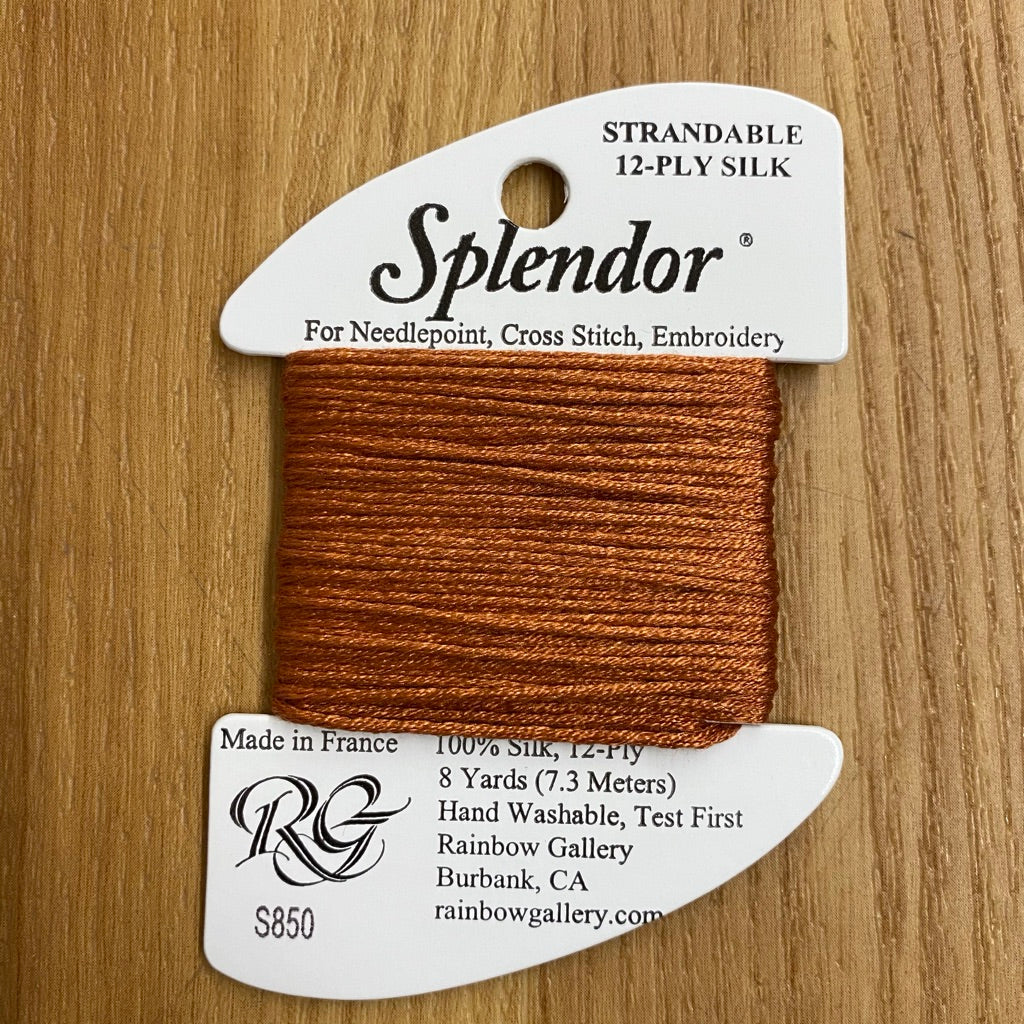 STRANDABLE
12-PLY SILK
Splendor ®
For Needlepoint, Cross Stitch, Embroidery
Made in France
100% Silk, 12-Ply
8 Yards (7.3 Meters)
Hand Washable, Test First
Rainbow Gallery
Burbank, CA
rainbowgallery.com
RG
S850